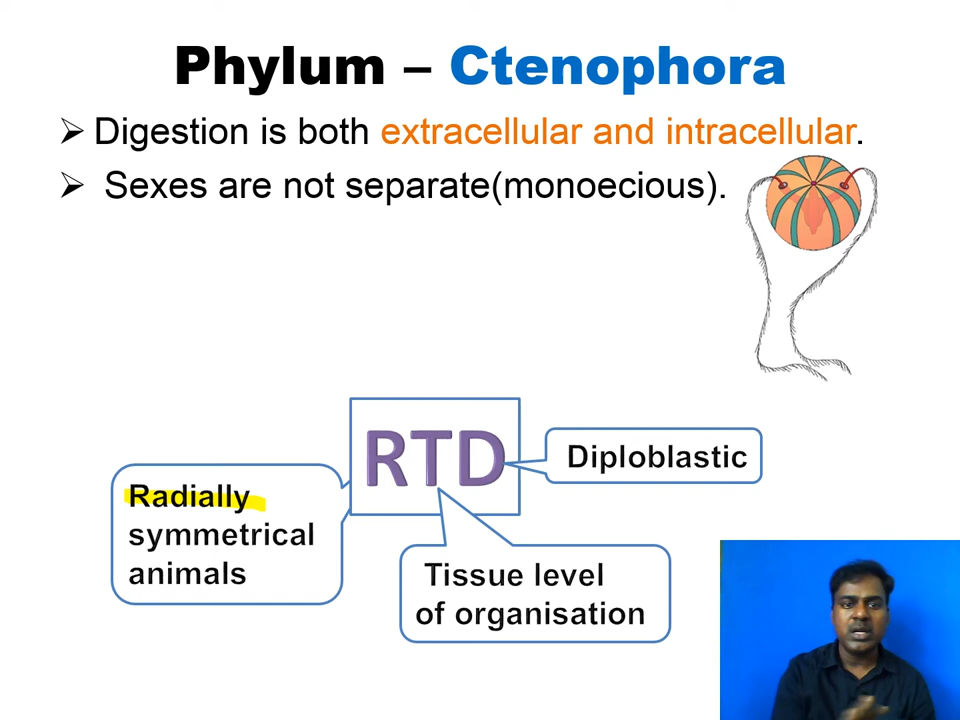 Phylum – Ctenophora
➢ Digestion is both extracellular and intracellular.
➢ Sexes are not separate(monoecious).
RTD
Diploblastic
Radially
symmetrical
animals
Tissue level
of organisation